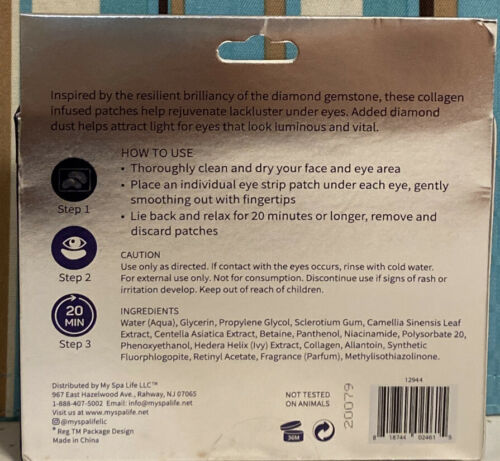 Inspired by the resilient brilliancy of the diamond gemstone, these collagen
infused patches help rejuvenate lackluster under eyes. Added diamond
dust helps attract light for eyes that look luminous and vital.
HOW TO USE
• Thoroughly clean and dry your face and eye area
• Place an individual eye strip patch under each eye, gently
smoothing out with fingertips
• Lie back and relax for 20 minutes or longer, remove and
discard patches
Step 1
Step 2
20
MIN
Step 3
CAUTION
Use only as directed. If contact with the eyes occurs, rinse with cold water.
For external use only. Not for consumption. Discontinue use if signs of rash or
irritation develop. Keep out of reach of children.
INGREDIENTS
Water (Aqua), Glycerin, Propylene Glycol, Sclerotium Gum, Camellia Sinensis Leaf
Extract, Centella Asiatica Extract, Betaine, Panthenol, Niacinamide, Polysorbate 20,
Phenoxyethanol, Hedera Helix (Ivy) Extract, Collagen, Allantoin, Synthetic
Fluorphlogopite, Retinyl Acetate, Fragrance (Parfum), Methylisothiazolinone.
Distributed by My Spa Life LLC™
967 East Hazelwood Ave., Rahway, NJ 07065
1-888-407-5002 Email: info@myspalife.net
Visit us at www.myspalife.net
@myspalifellc
® Reg TM Package Design
Made in China
NOT TESTED
ON ANIMALS
36M
20079
12944
8 18744 02461 5